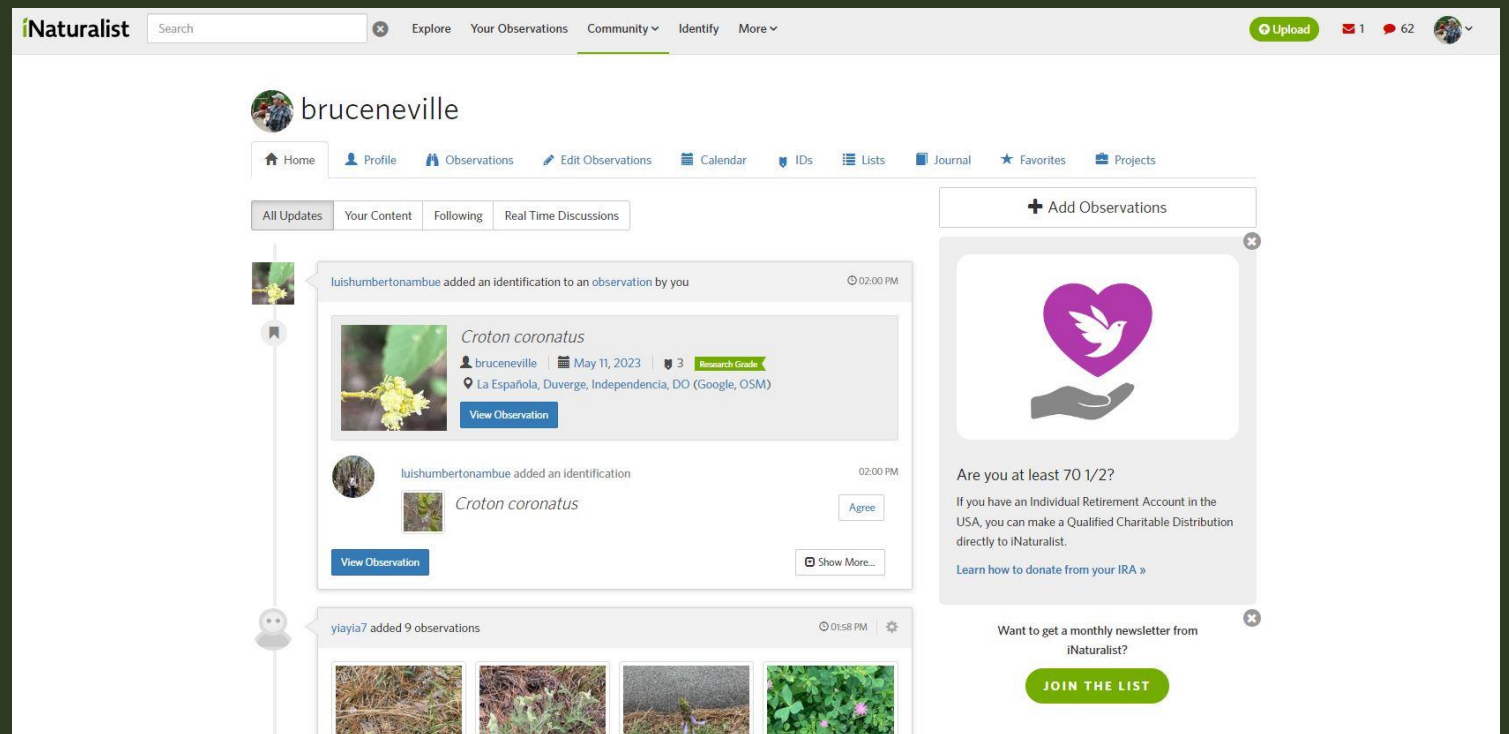 iNaturalist Search Explore Your Observations Community Identify More Upload 1 62
bruceneville
Home Profile Observations Edit Observations Calendar IDs Lists Journal Favorites Projects
All Updates Your Content Following Real Time Discussions
luishumbertonambue added an identification to an observation by you 02:00 PM
Croton coronatus
bruceneville May 11, 2023 3 Research Grade
La Española, Duverge, Independencia, DO (Google, OSM)
View Observation
luishumbertonambue added an identification 02:00 PM
Croton coronatus Agree
View Observation Show More...
yiayia7 added 9 observations 01:58 PM
+ Add Observations
Are you at least 70 1/2?
If you have an Individual Retirement Account in the
USA, you can make a Qualified Charitable Distribution
directly to iNaturalist.
Learn how to donate from your IRA »
Want to get a monthly newsletter from
iNaturalist?
JOIN THE LIST